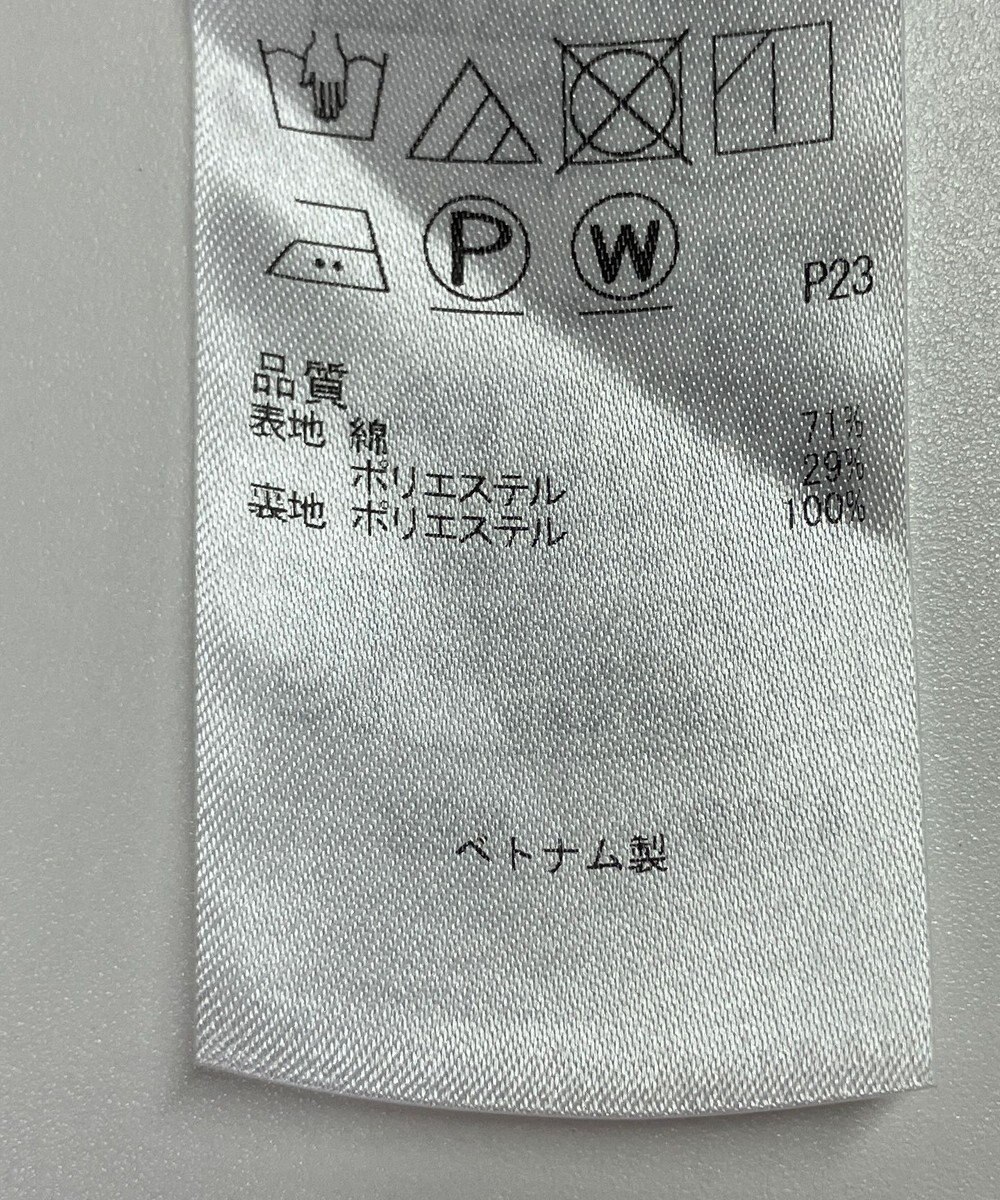 P W P23
品質
表地 綿 71%
ポリエステル 29%
裏地 ポリエステル 100%
ベトナム製